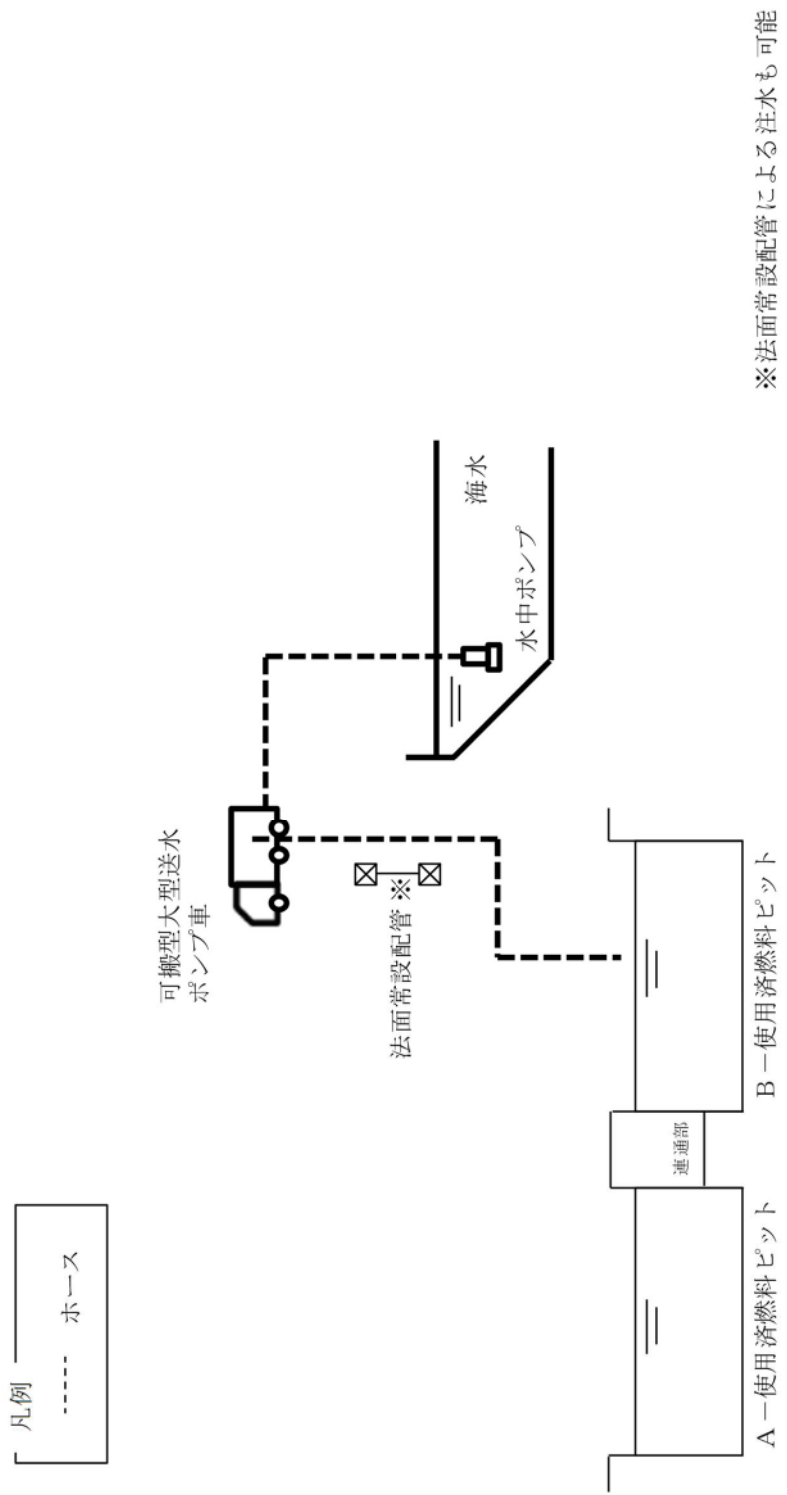 凡例
ホース
可搬型大型送水
ポンプ車
法面常設配管※
海水
水中ポンプ
連通部
A-使用済燃料ピット
B-使用済燃料ピット
※法面常設配管による注水も可能